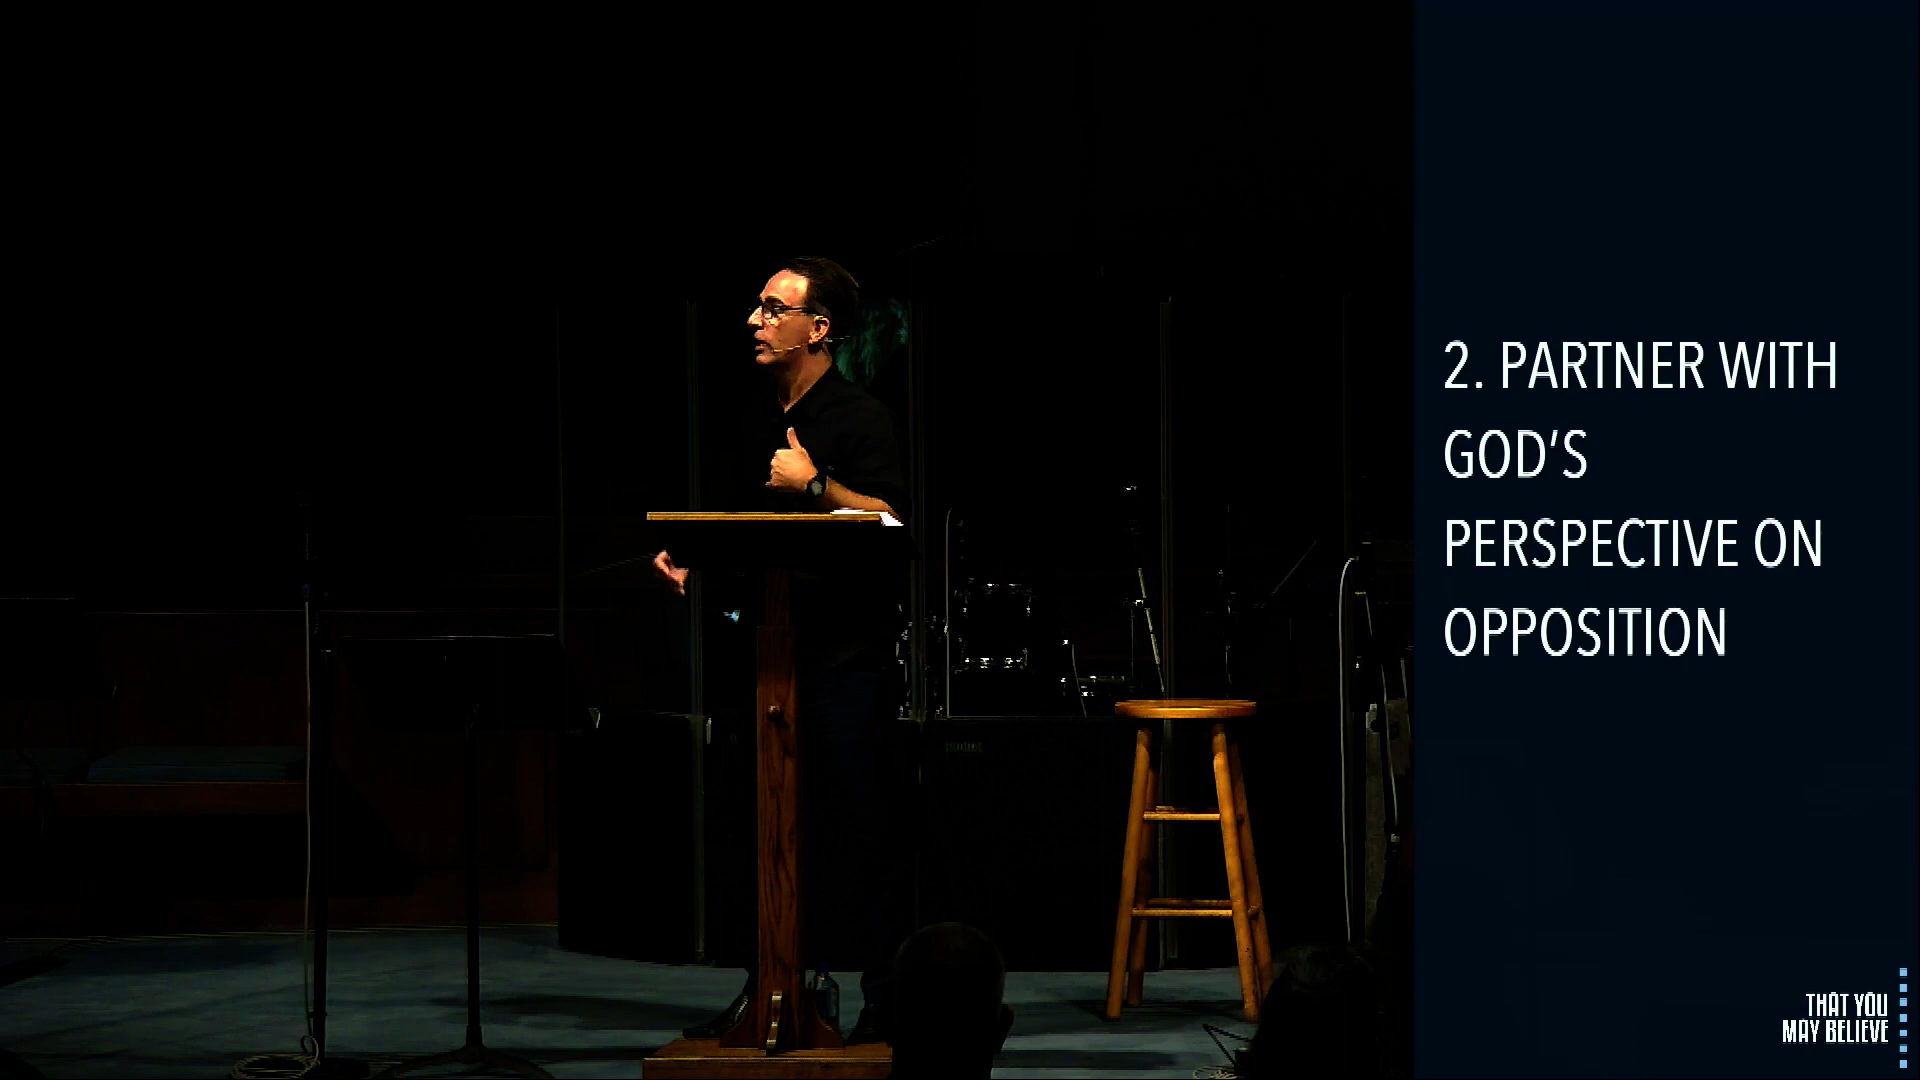 2. PARTNER WITH
GOD'S
PERSPECTIVE ON
OPPOSITION
THAT YOU
MAY BELIEVE